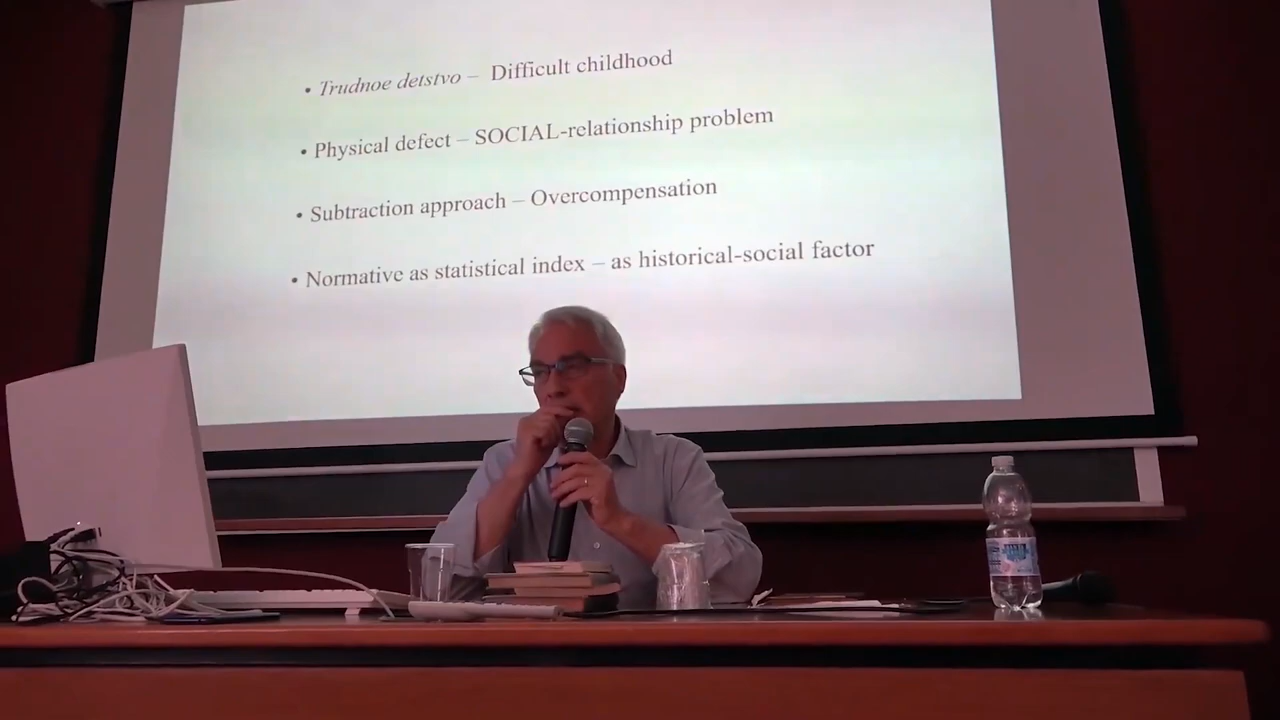 • Trudnoe detstvo – Difficult childhood
• Physical defect – SOCIAL-relationship problem
• Subtraction approach – Overcompensation
• Normative as statistical index – as historical-social factor